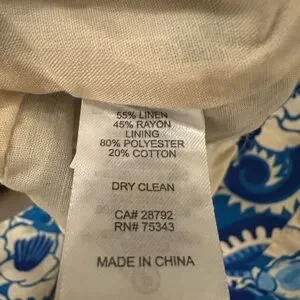 55% LINEN
45% RAYON
LINING
80% POLYESTER
20% COTTON
DRY CLEAN
CA# 28792
RN# 75343
MADE IN CHINA